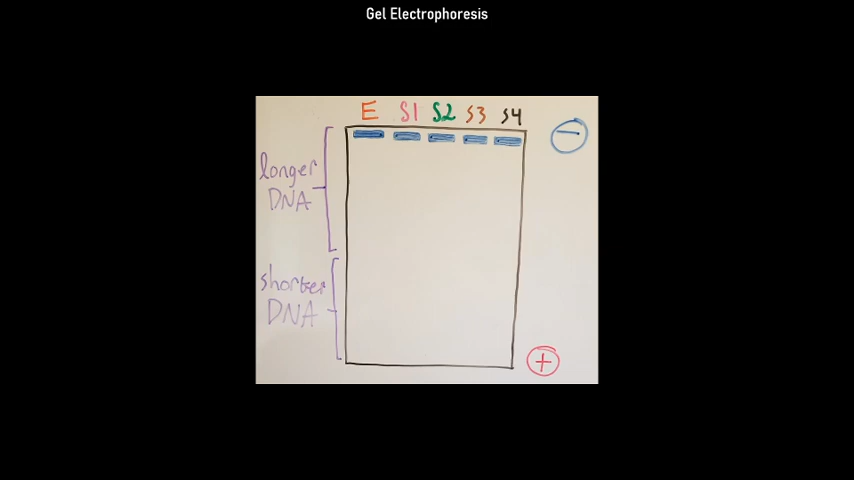 Gel Electrophoresis
E S1 S2 S3 S4
−
longer
DNA
shorter
DNA
+